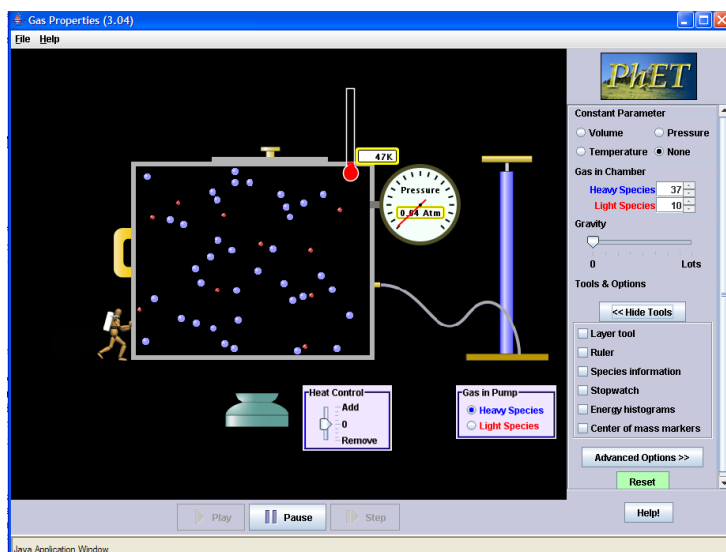 Gas Properties (3.04)
File Help
PhET
47K
Pressure
0.04 Atm
Heat Control
Add
0
Remove
Gas in Pump
Heavy Species
Light Species
Constant Parameter
Volume Pressure
Temperature None
Gas in Chamber
Heavy Species 37
Light Species 10
Gravity
0 Lots
Tools & Options
<< Hide Tools
Layer tool
Ruler
Species information
Stopwatch
Energy histograms
Center of mass markers
Advanced Options >>
Reset
Play Pause Step
Help!
Java Application Window